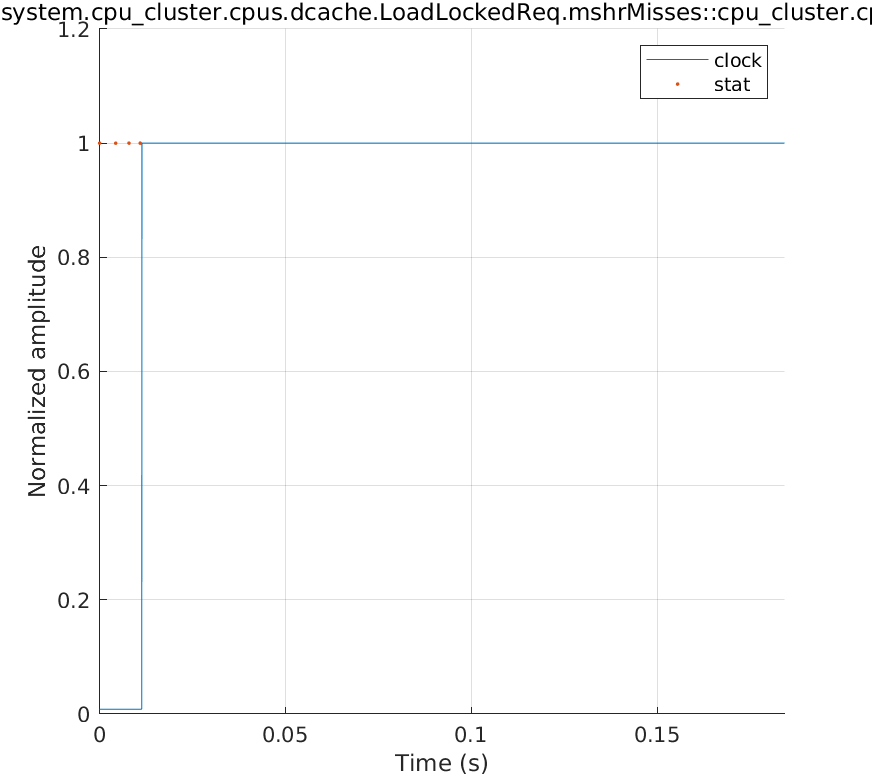 system.cpu_cluster.cpus.dcache.LoadLockedReq.mshrMisses::cpu_cluster.cp
1.2
clock
stat
1
0.8
0.6
0.4
0.2
0
Normalized amplitude
0
0.05
0.1
0.15
Time (s)